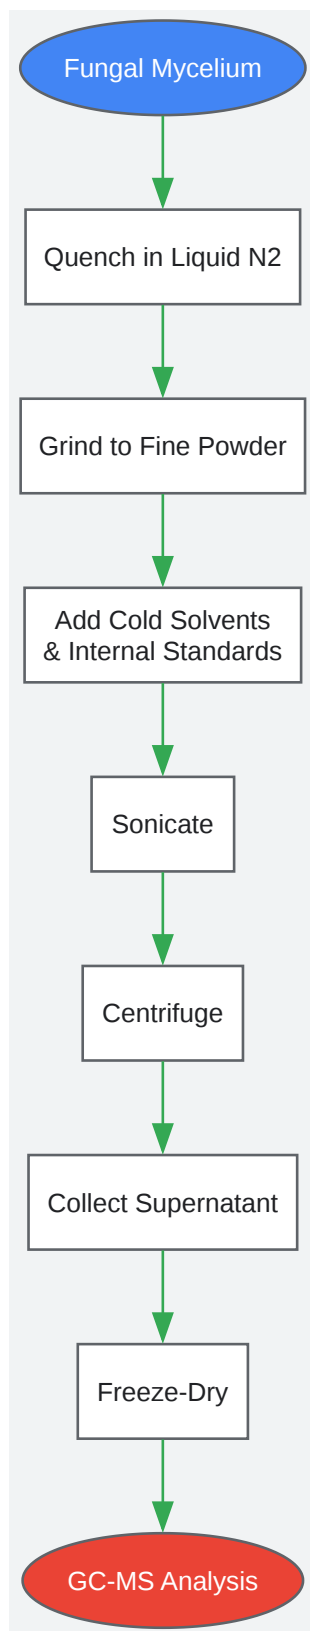 Fungal Mycelium
Quench in Liquid N2
Grind to Fine Powder
Add Cold Solvents
& Internal Standards
Sonicate
Centrifuge
Collect Supernatant
Freeze-Dry
GC-MS Analysis